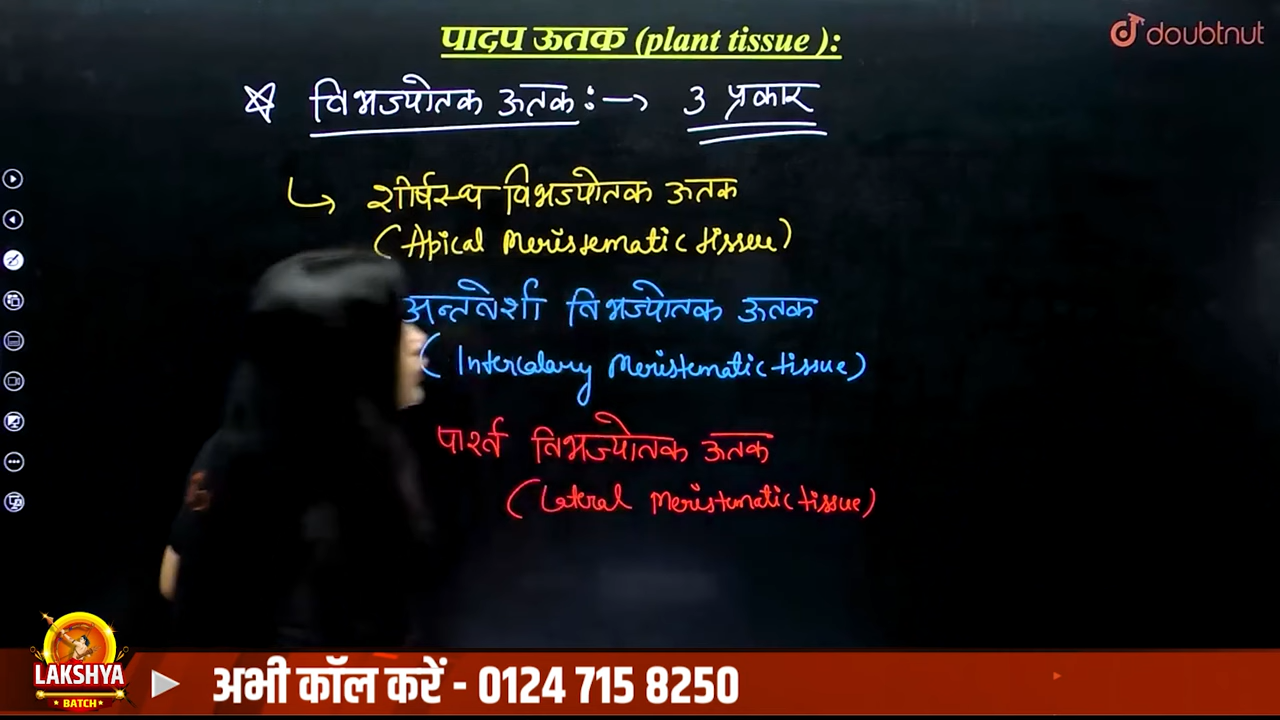 पादप ऊतक (plant tissue ):
doubtnut
विभज्योतक ऊतक :→ 3 प्रकार
शीर्षस्थ विभज्योतक ऊतक
(Apical Meristematic tissue)
अन्तर्वेशी विभज्योतक ऊतक
(Intercalary Meristematic tissue)
पार्श्व विभज्योतक ऊतक
(Lateral Meristematic tissue)
LAKSHYA
BATCH
अभी कॉल करें - 0124 715 8250